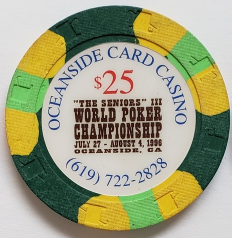 OCEANSIDE CARD CASINO
$25
"THE SENIORS" III
WORLD POKER
CHAMPIONSHIP
JULY 27 - AUGUST 4, 1996
OCEANSIDE, CA
(619) 722-2828